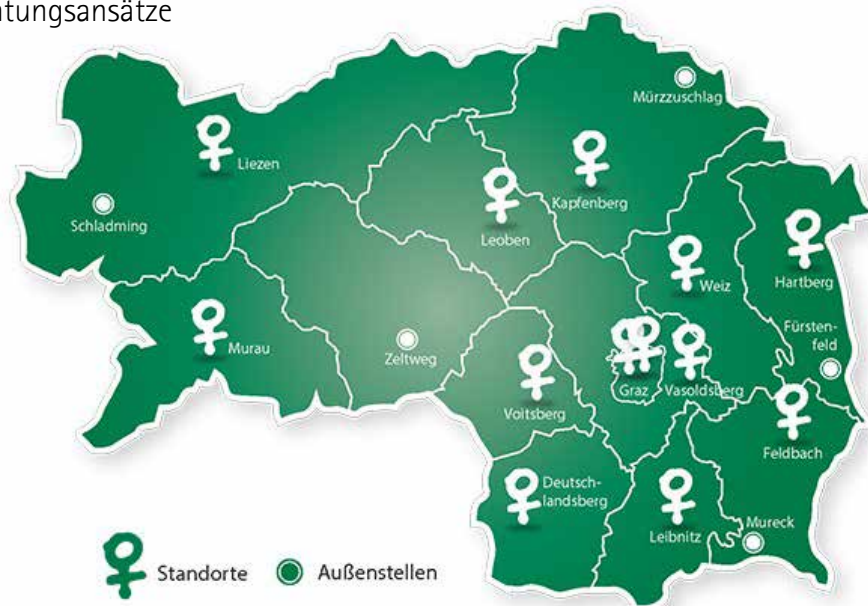 ntungsansätze
Mürzzuschlag
Liezen
Kapfenberg
Schladming
Leoben
Weiz
Hartberg
Fürsten-
feld
Murau
Zeltweg
Graz
Vasoldsberg
Voitsberg
Feldbach
Deutsch-
landsberg
Mureck
Leibnitz
Standorte
Außenstellen